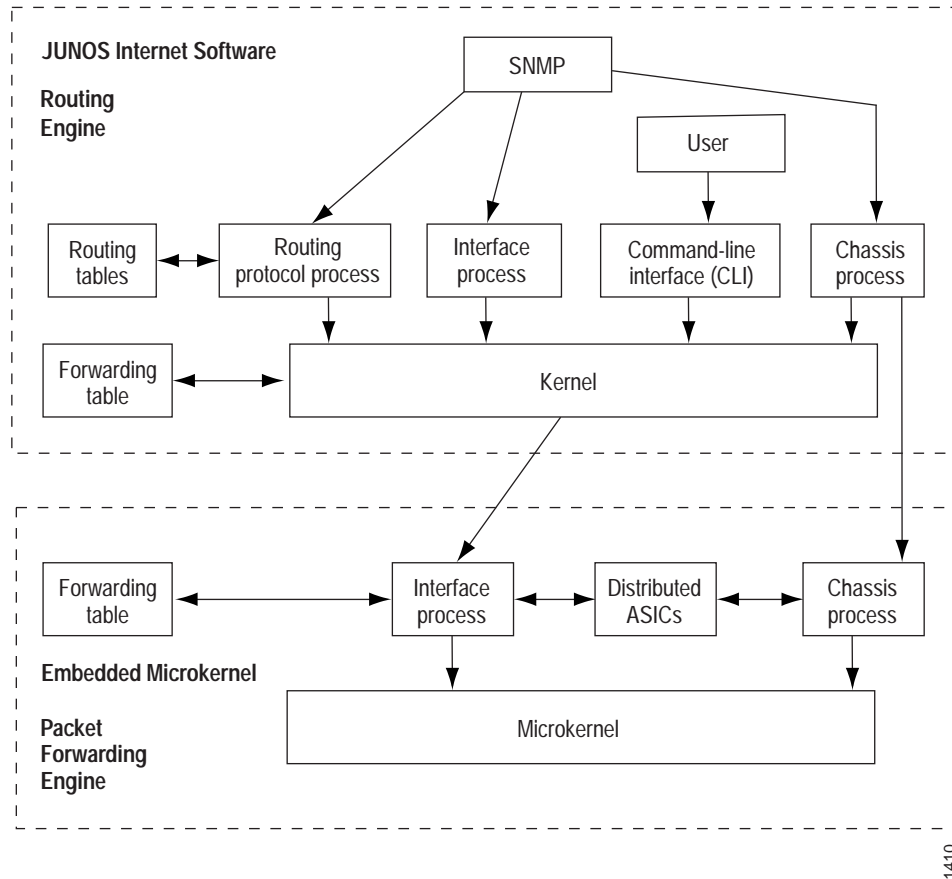 JUNOS Internet Software
Routing
Engine
SNMP
User
Routing
tables
Routing
protocol process
Interface
process
Command-line
interface (CLI)
Chassis
process
Forwarding
table
Kernel
Forwarding
table
Interface
process
Distributed
ASICs
Chassis
process
Embedded Microkernel
Microkernel
Packet
Forwarding
Engine
1410